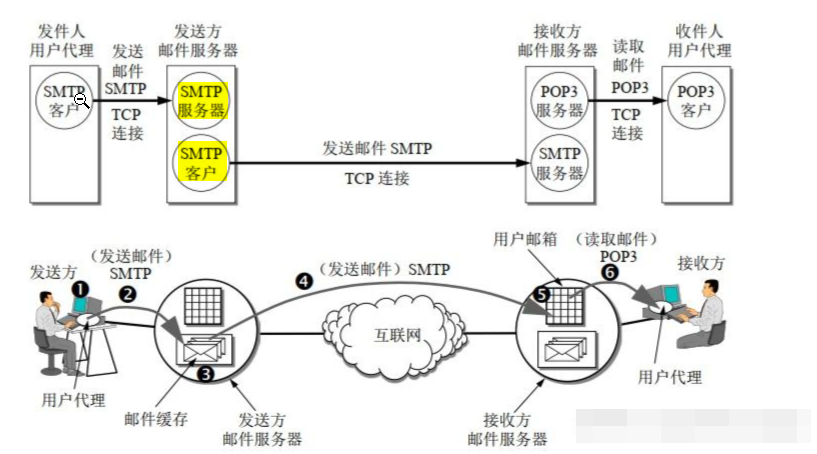 发件人
用户代理
发送
邮件
SMTP
TCP
连接
SMTP
客户
发送方
邮件服务器
SMTP
服务器
SMTP
客户
发送邮件 SMTP
TCP 连接
接收方
邮件服务器
POP3
服务器
SMTP
服务器
读取
邮件
POP3
TCP
连接
收件人
用户代理
POP3
客户
发送方
❶
（发送邮件）
SMTP
❷
用户代理
❸
邮件缓存
发送方
邮件服务器
❹
（发送邮件）SMTP
互联网
用户邮箱
❺
（读取邮件）
POP3
❻
接收方
用户代理
接收方
邮件服务器